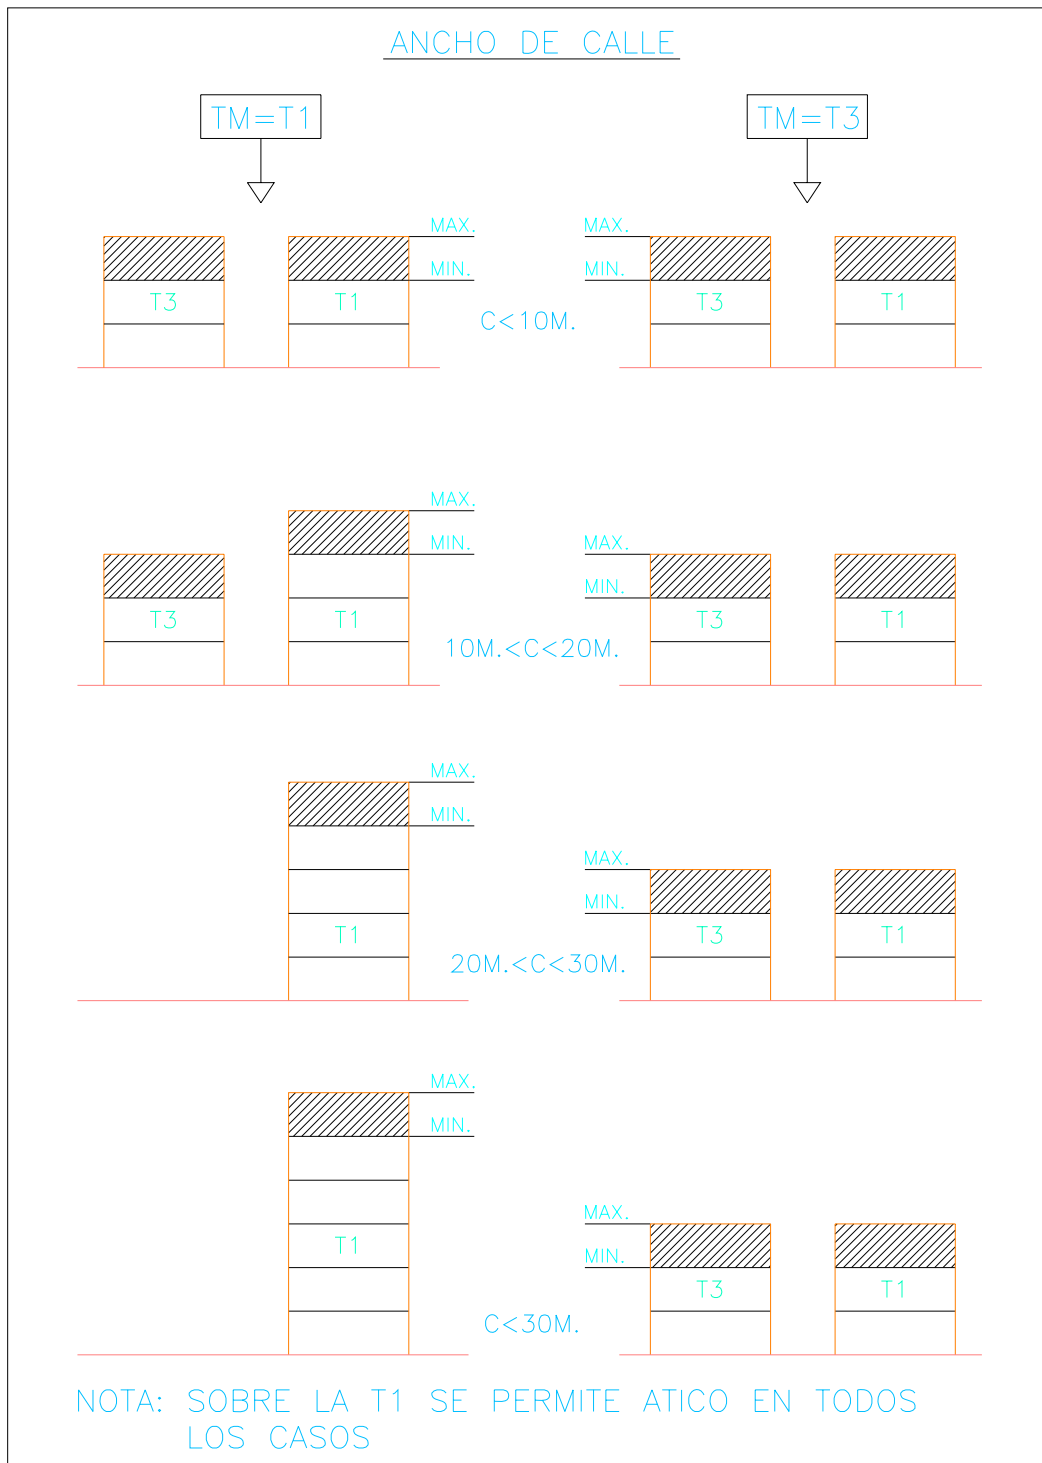 ANCHO DE CALLE
TM=T1
TM=T3
MAX.
MAX.
MIN.
MIN.
T3
T1
T3
T1
C<10M.
MAX.
MIN.
MAX.
MIN.
T3
T1
T3
T1
10M.<C<20M.
MAX.
MIN.
MAX.
MIN.
T1
T3
T1
20M.<C<30M.
MAX.
MIN.
MAX.
T1
MIN.
T3
T1
C<30M.
NOTA: SOBRE LA T1 SE PERMITE ATICO EN TODOS
LOS CASOS